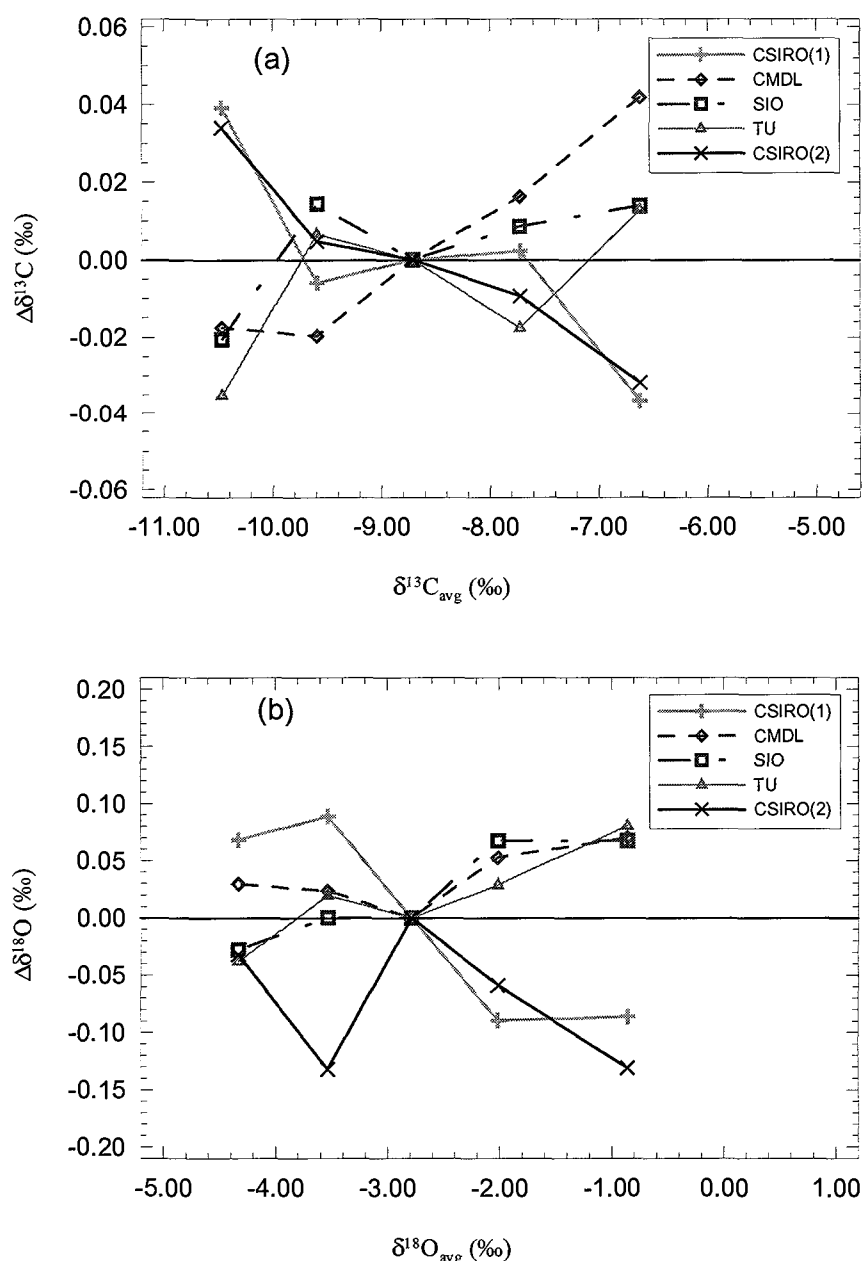 (a)
CSIRO(1)
CMDL
SIO
TU
CSIRO(2)
0.06
0.04
0.02
0.00
-0.02
-0.04
-0.06
Δδ¹³C (‰)
-11.00 -10.00 -9.00 -8.00 -7.00 -6.00 -5.00
δ¹³Cavg (‰)
(b)
CSIRO(1)
CMDL
SIO
TU
CSIRO(2)
0.20
0.15
0.10
0.05
0.00
-0.05
-0.10
-0.15
-0.20
Δδ¹⁸O (‰)
-5.00 -4.00 -3.00 -2.00 -1.00 0.00 1.00
δ¹⁸Oavg (‰)